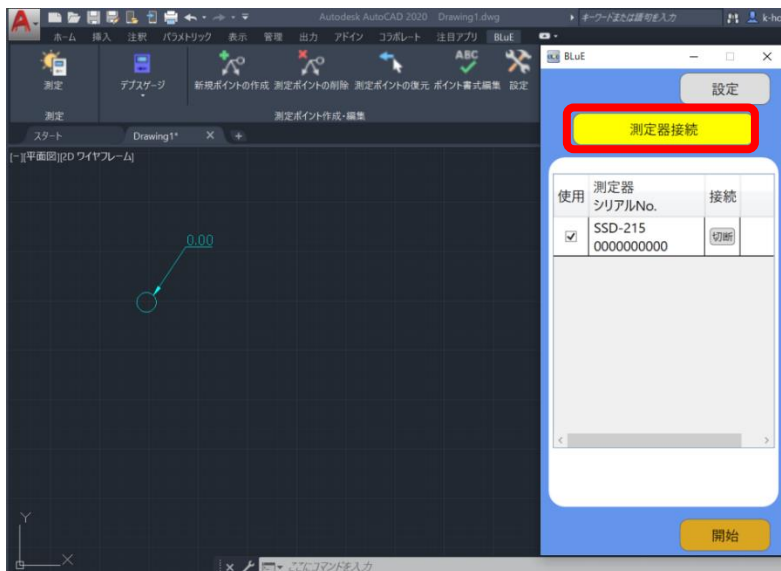 Autodesk AutoCAD 2020 Drawing1.dwg
キーワードまたは語句を入力
k-ho
ホーム 挿入 注釈 パラメトリック 表示 管理 出力 アドイン コラボレート 注目アプリ BLuE
測定
デプスゲージ
新規ポイントの作成 測定ポイントの削除 測定ポイントの復元 ポイント書式編集 設定
ABC
測定
測定ポイント作成・編集
スタート Drawing1*
[-][平面図][2D ワイヤフレーム]
0.00
Y
X
ここにコマンドを入力
BLuE
設定
測定器接続
使用
測定器
シリアルNo.
接続
SSD-215
0000000000
切断
開始